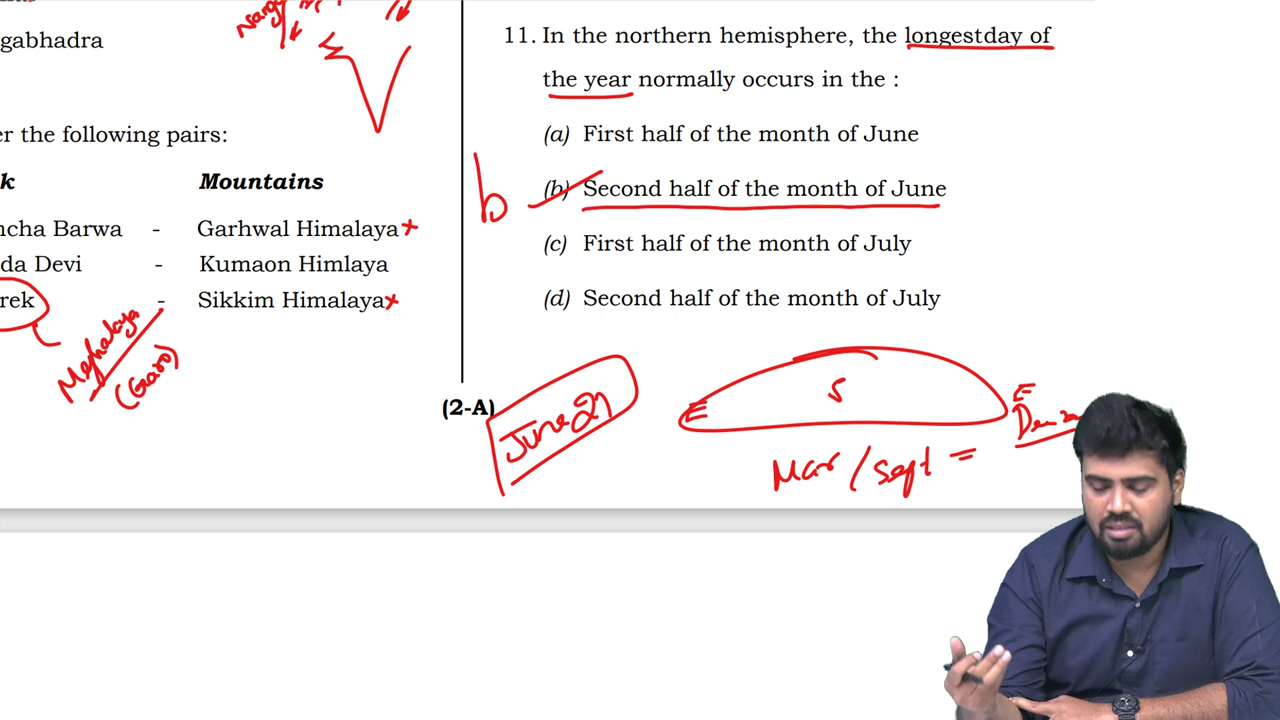 gabhadra
er the following pairs:
k Mountains
ncha Barwa - Garhwal Himalaya x
da Devi - Kumaon Himlaya
rek - Sikkim Himalaya x
Meghalaya
(Garo)
(2-A)
11. In the northern hemisphere, the longestday of
the year normally occurs in the :
(a) First half of the month of June
b (b) Second half of the month of June
(c) First half of the month of July
(d) Second half of the month of July
June 21
E S E
Mar / Sept =